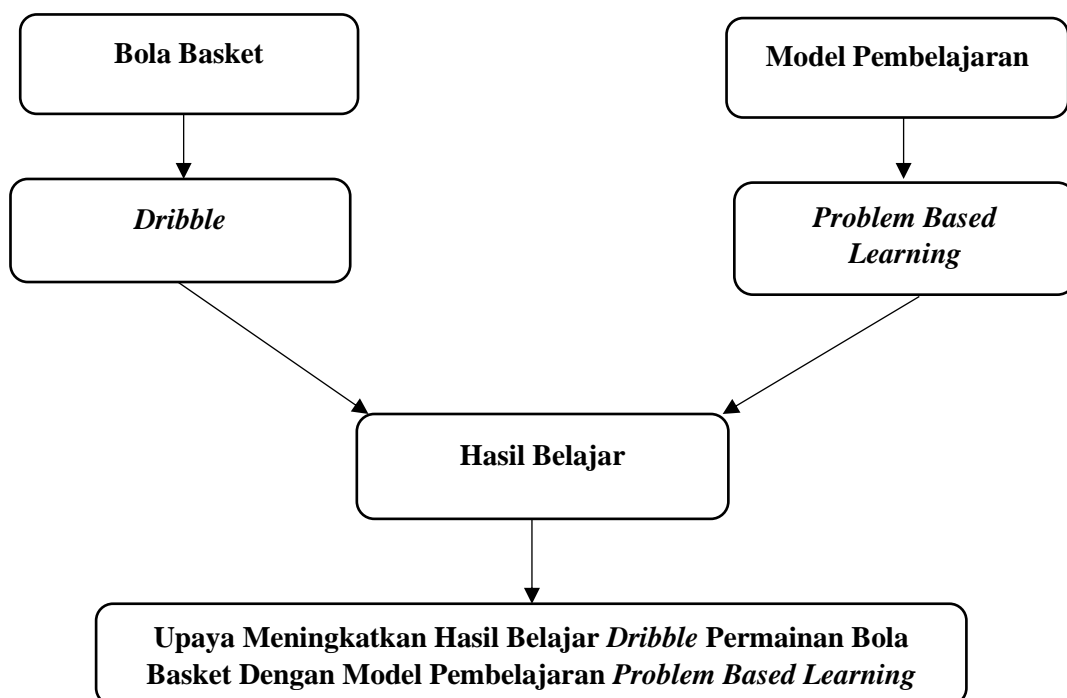 Bola Basket
Model Pembelajaran
Dribble
Problem Based
Learning
Hasil Belajar
Upaya Meningkatkan Hasil Belajar Dribble Permainan Bola
Basket Dengan Model Pembelajaran Problem Based Learning